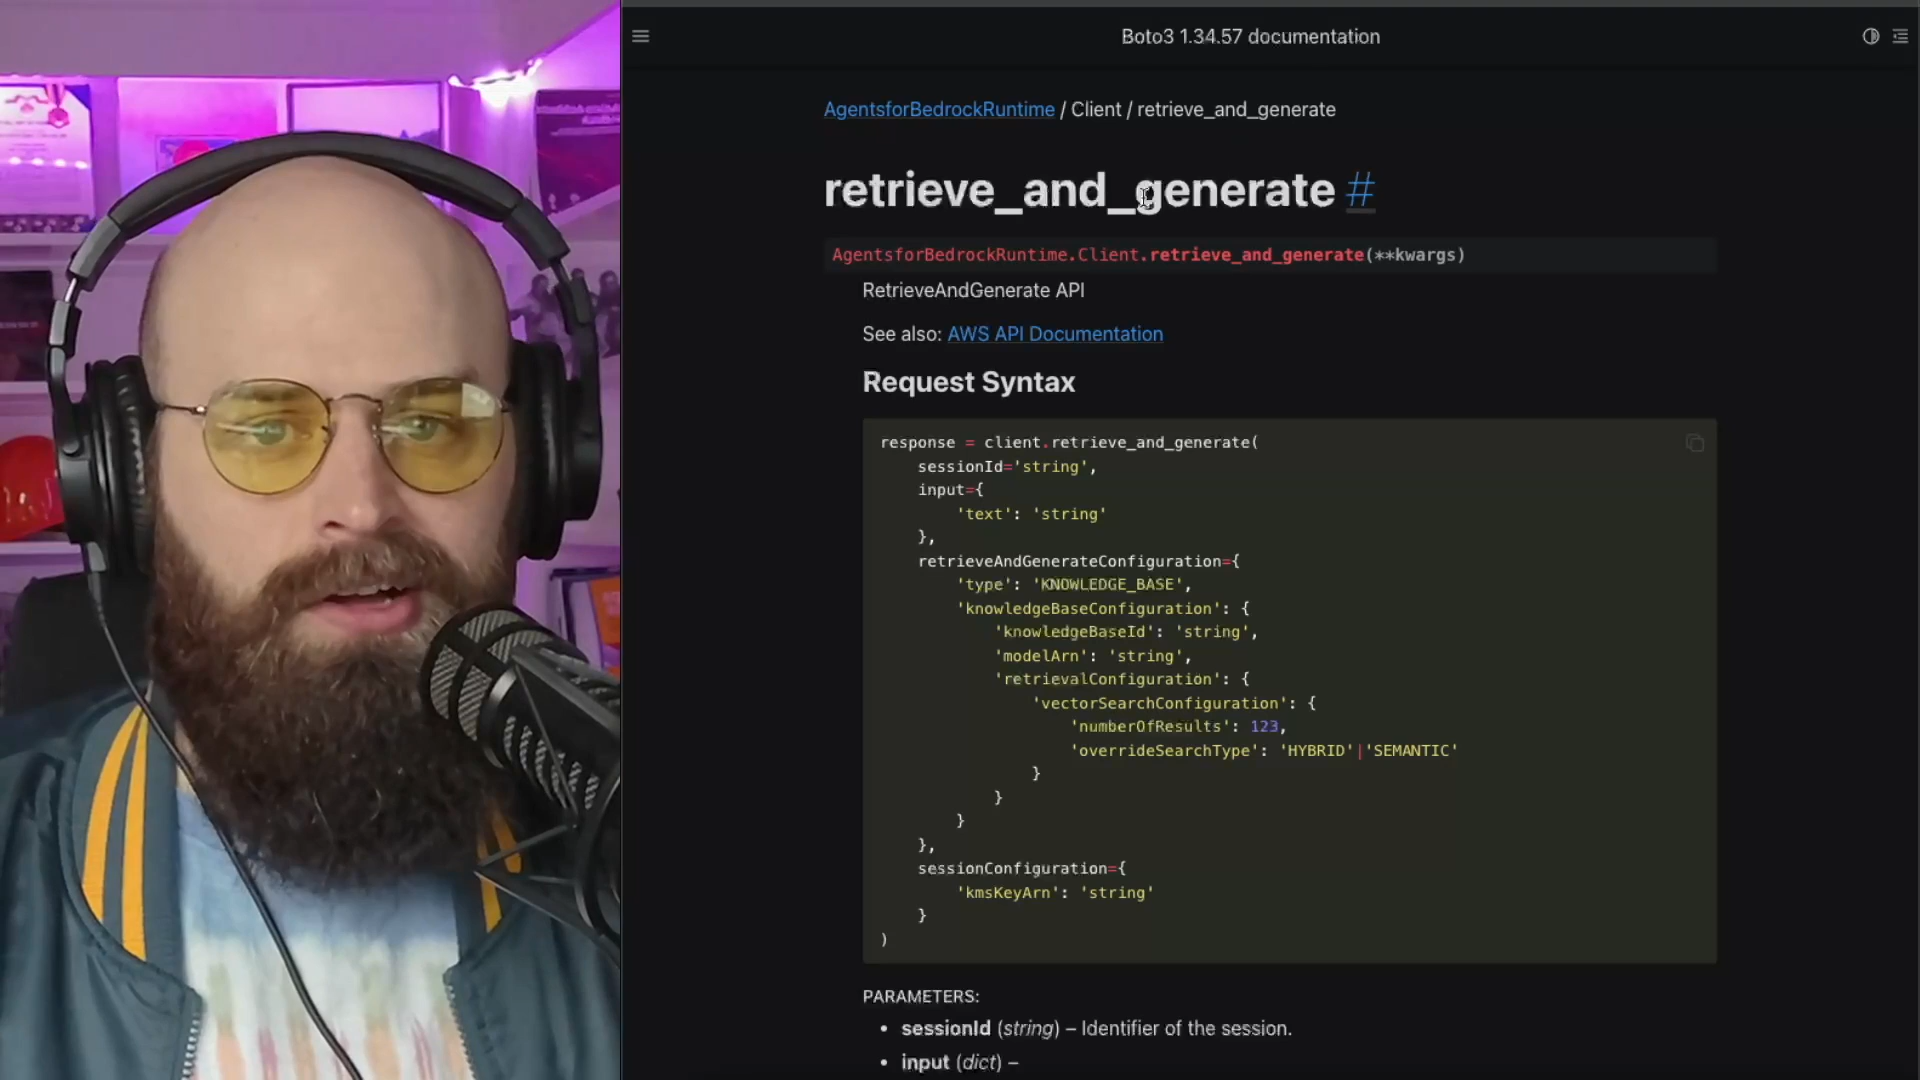 Boto3 1.34.57 documentation
AgentsforBedrockRuntime / Client / retrieve_and_generate
retrieve_and_generate #
AgentsforBedrockRuntime.Client.retrieve_and_generate(**kwargs)
RetrieveAndGenerate API
See also: AWS API Documentation
Request Syntax
response = client.retrieve_and_generate(
    sessionId='string',
    input={
        'text': 'string'
    },
    retrieveAndGenerateConfiguration={
        'type': 'KNOWLEDGE_BASE',
        'knowledgeBaseConfiguration': {
            'knowledgeBaseId': 'string',
            'modelArn': 'string',
            'retrievalConfiguration': {
                'vectorSearchConfiguration': {
                    'numberOfResults': 123,
                    'overrideSearchType': 'HYBRID'|'SEMANTIC'
                }
            }
        }
    },
    sessionConfiguration={
        'kmsKeyArn': 'string'
    }
)
PARAMETERS:
• sessionId (string) – Identifier of the session.
• input (dict) –